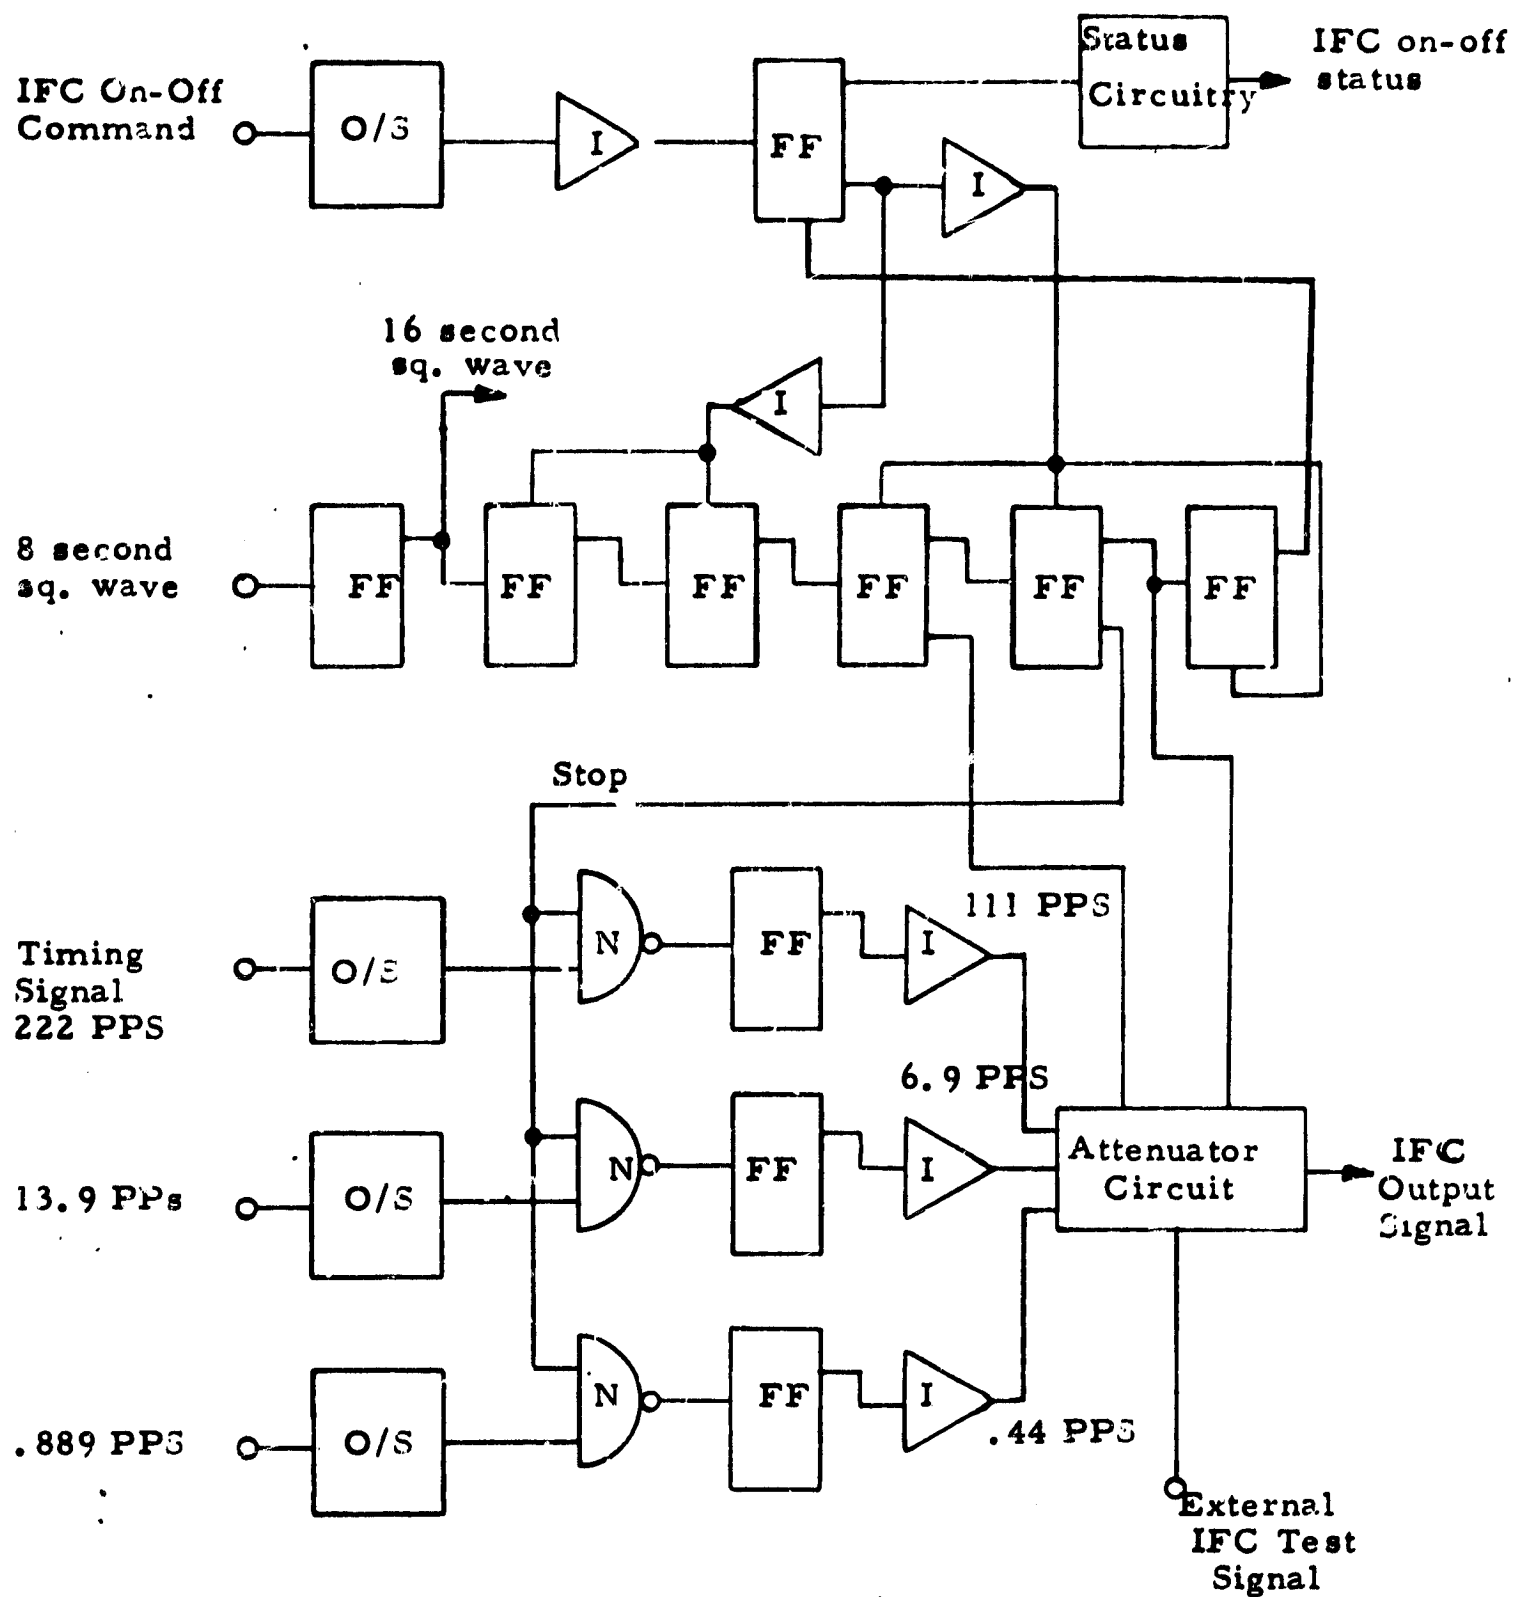 IFC On-Off
Command
O/S
I
FF
Status
Circuitry
IFC on-off
status
I
16 second
sq. wave
I
8 second
sq. wave
FF
FF
FF
FF
FF
FF
Stop
Timing
Signal
222 PPS
O/S
N
FF
I
111 PPS
6.9 PPS
13.9 PPs
O/S
N
FF
I
Attenuator
Circuit
IFC
Output
Signal
.889 PPS
O/S
N
FF
I
.44 PPS
External
IFC Test
Signal